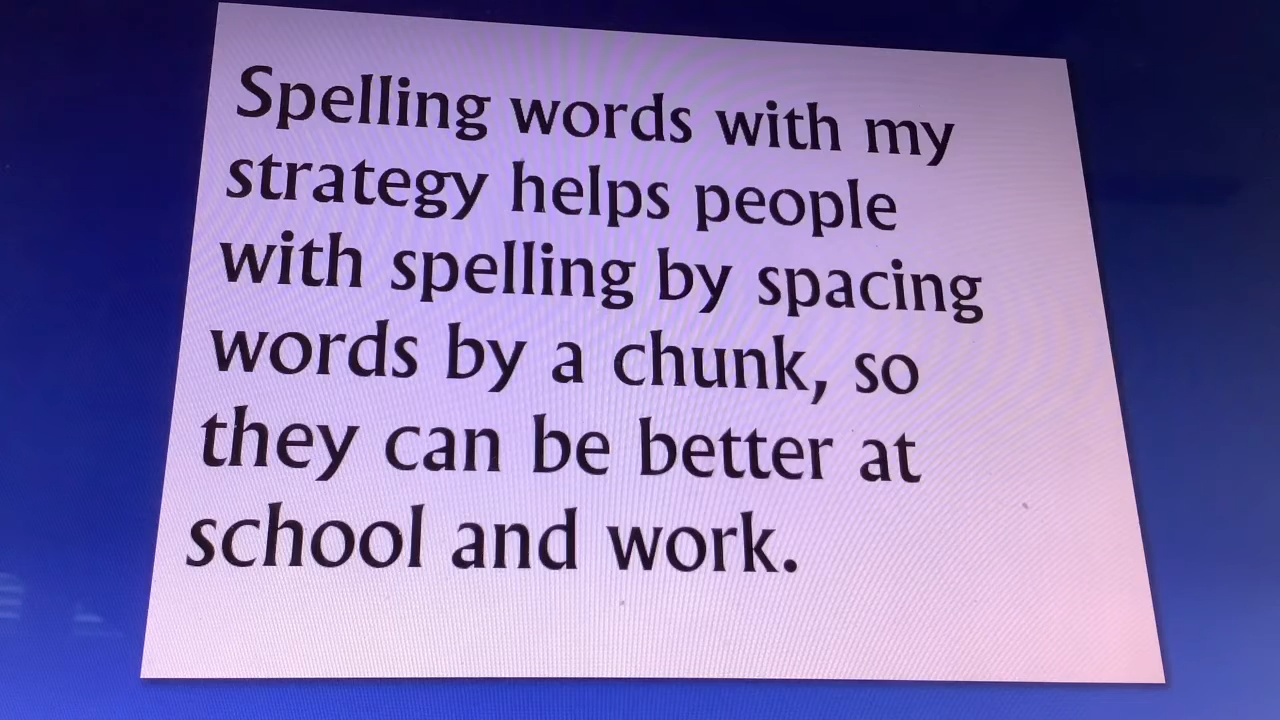 Spelling words with my
strategy helps people
with spelling by spacing
words by a chunk, so
they can be better at
school and work.